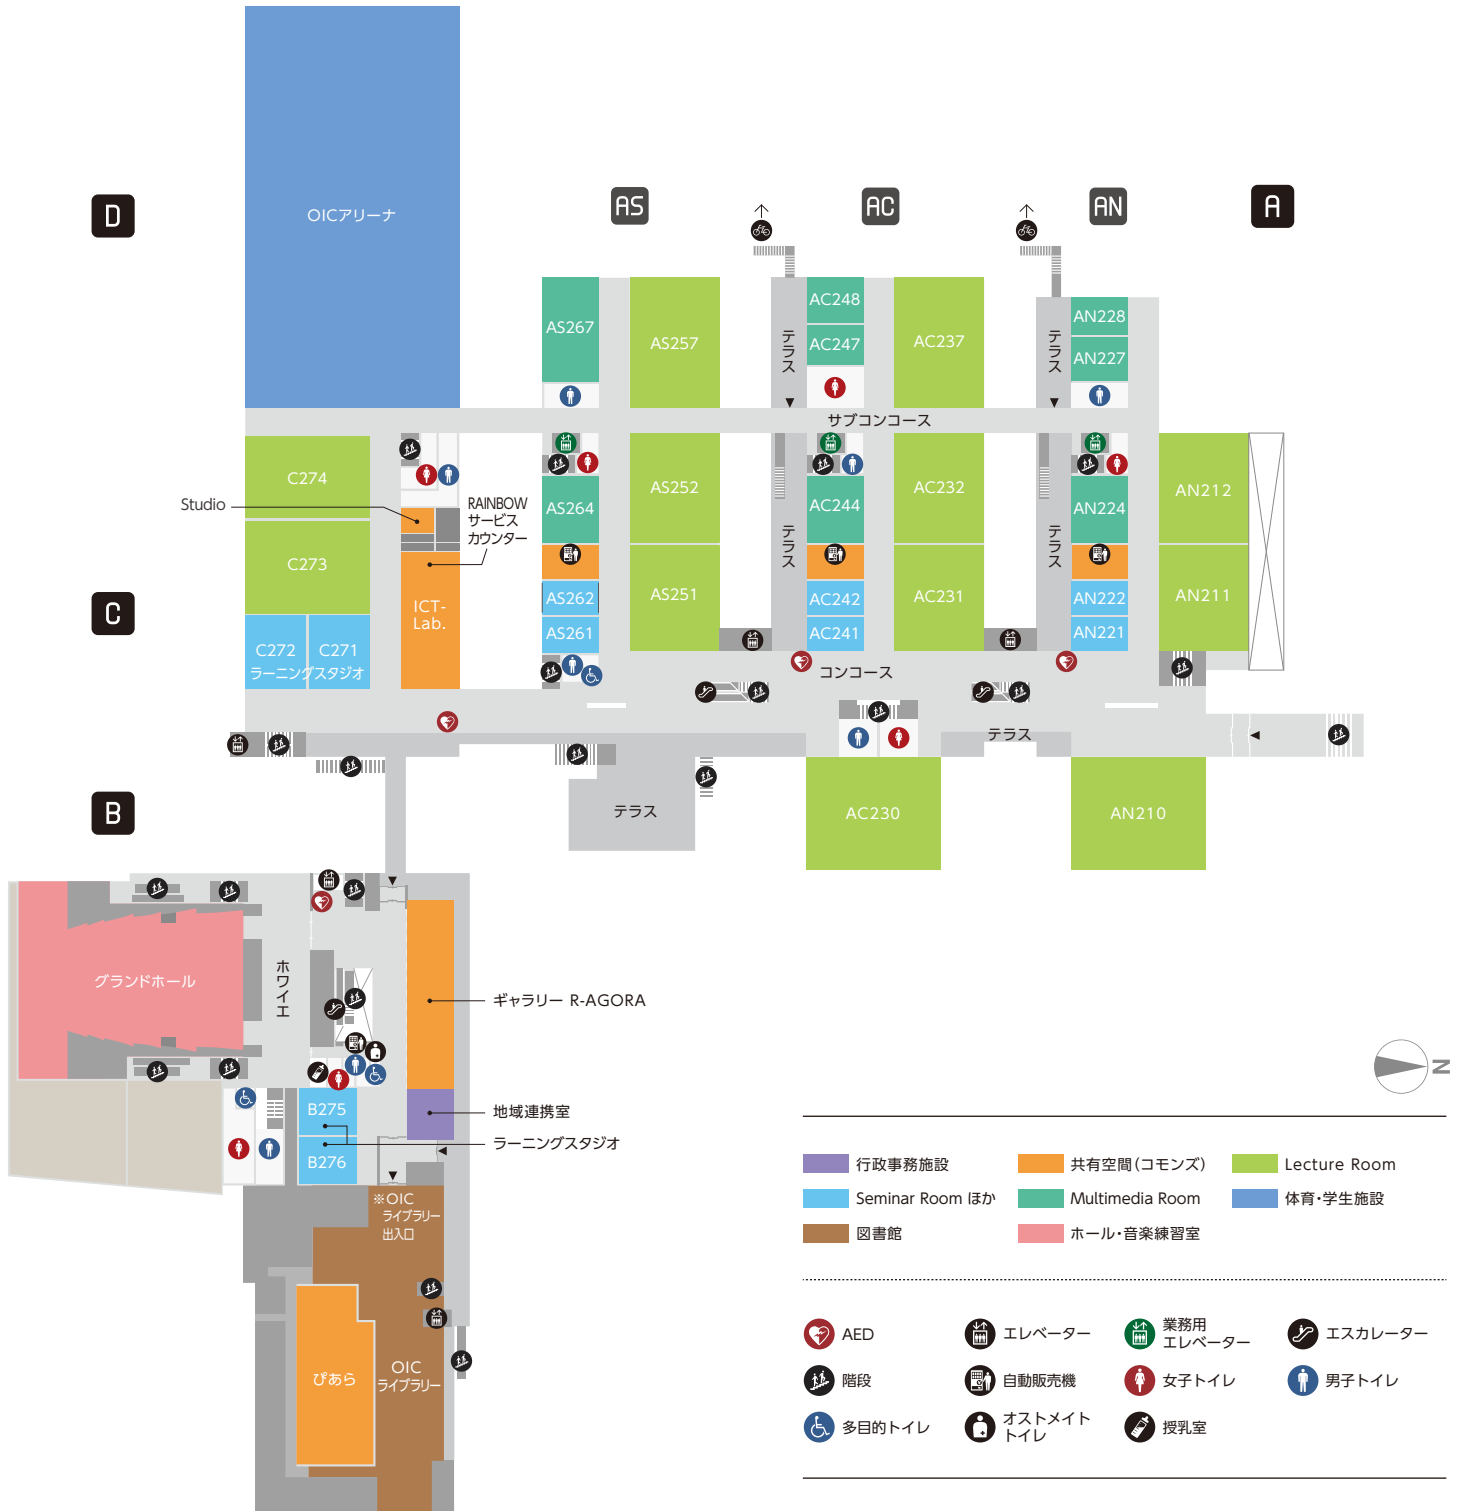 D
OICアリーナ
AS
AC
AN
A
AS267
AS257
テラス
AC248
AC247
AC237
テラス
AN228
AN227
サブコンコース
C274
Studio
RAINBOW
サービス
カウンター
C273
ICT-
Lab.
C272
C271
ラーニングスタジオ
C
AS264
AS252
AS262
AS261
AS251
テラス
AC244
AC232
AC242
AC241
AC231
テラス
AN224
AN212
AN222
AN221
AN211
コンコース
テラス
テラス
AC230
AN210
B
グランドホール
ホワイエ
ギャラリー R-AGORA
地域連携室
ラーニングスタジオ
B275
B276
※OIC
ライブラリー
出入口
ぴあら
OIC
ライブラリー
N
行政事務施設
共有空間(コモンズ)
Lecture Room
Seminar Room ほか
Multimedia Room
体育・学生施設
図書館
ホール・音楽練習室
AED
エレベーター
業務用
エレベーター
エスカレーター
階段
自動販売機
女子トイレ
男子トイレ
多目的トイレ
オストメイト
トイレ
授乳室